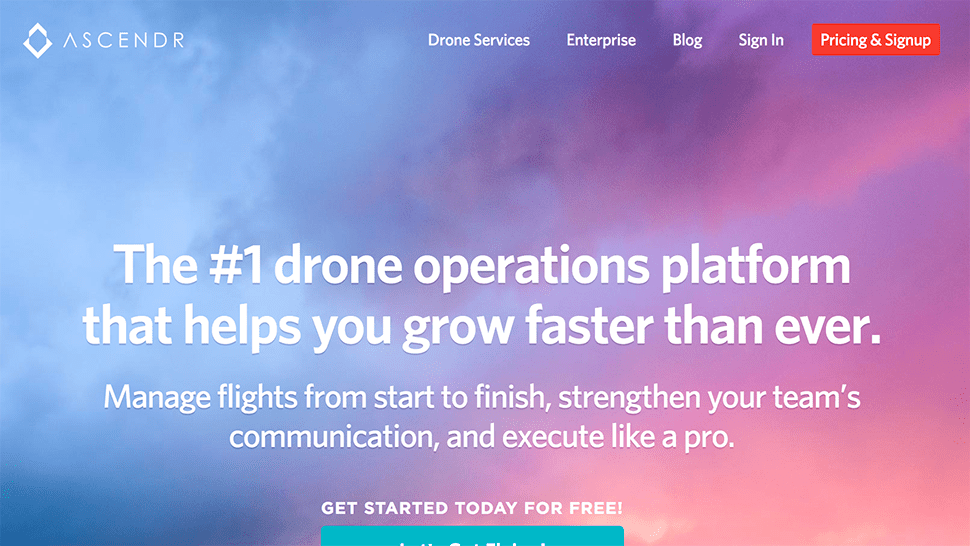 ASCENDR
Drone Services
Enterprise
Blog
Sign In
Pricing & Signup
The #1 drone operations platform
that helps you grow faster than ever.
Manage flights from start to finish, strengthen your team’s
communication, and execute like a pro.
GET STARTED TODAY FOR FREE!